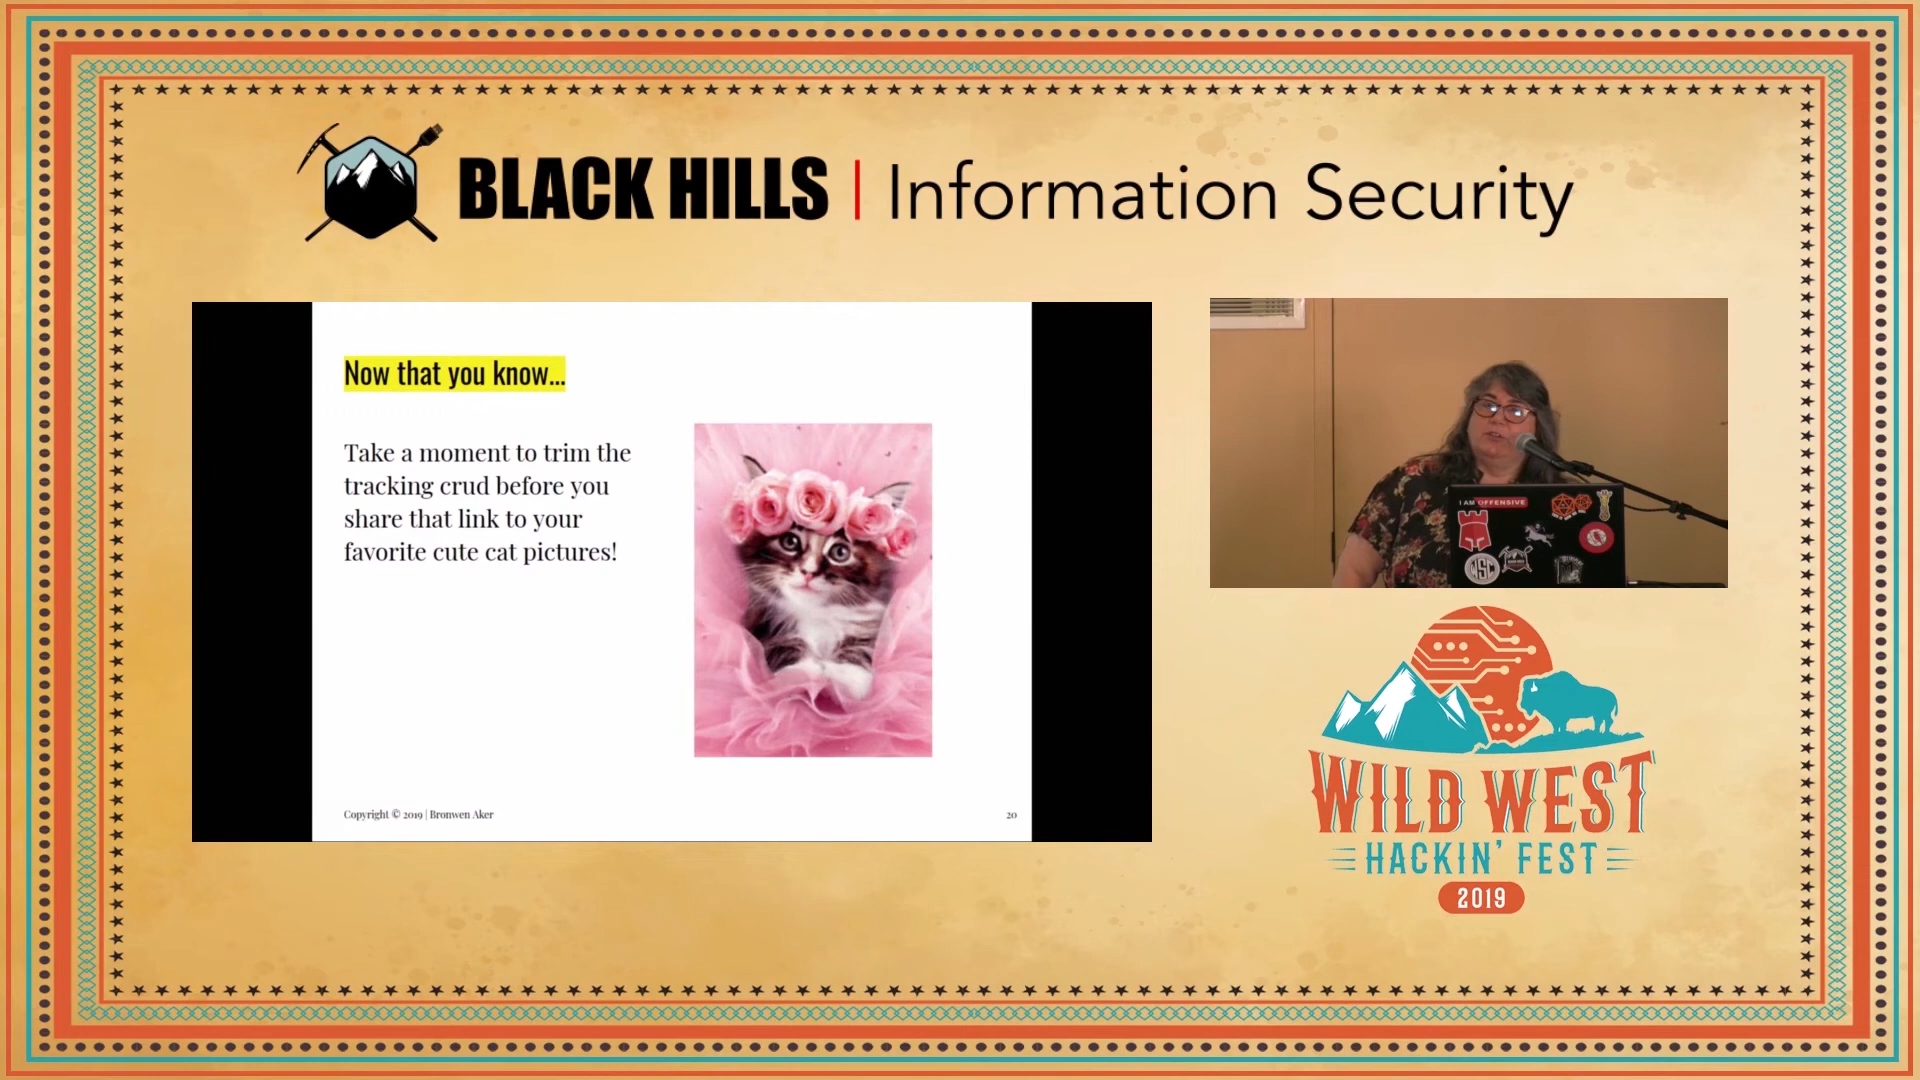 BLACK HILLS | Information Security
Now that you know...
Take a moment to trim the
tracking crud before you
share that link to your
favorite cute cat pictures!
Copyright © 2019 | Bronwen Aker
20
I AM OFFENSIVE
WSC
WILD WEST
HACKIN' FEST
2019